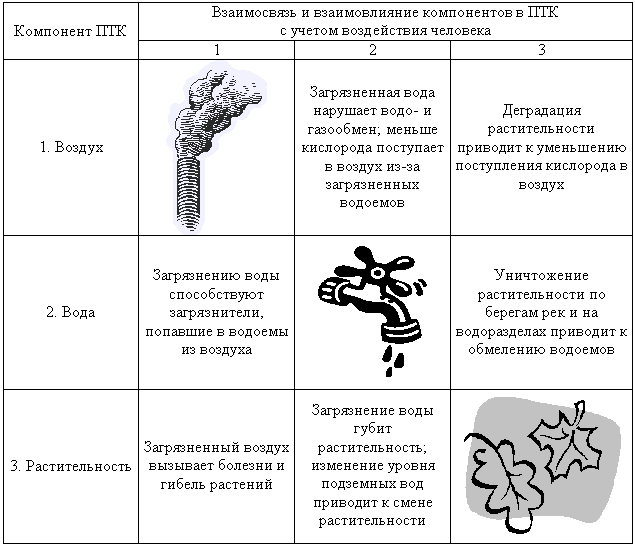 Компонент ПТК
Взаимосвязь и взаимовлияние компонентов в ПТК
с учетом воздействия человека
1
2
3
1. Воздух
Загрязненная вода
нарушает водо- и
газообмен; меньше
кислорода поступает
в воздух из-за
загрязненных
водоемов
Деградация
растительности
приводит к уменьшению
поступления кислорода в
воздух
2. Вода
Загрязнению воды
способствуют
загрязнители,
попавшие в водоемы
из воздуха
Уничтожение
растительности по
берегам рек и на
водоразделах приводит к
обмелению водоемов
3. Растительность
Загрязненный воздух
вызывает болезни и
гибель растений
Загрязнение воды
губит
растительность;
изменение уровня
подземных вод
приводит к смене
растительности